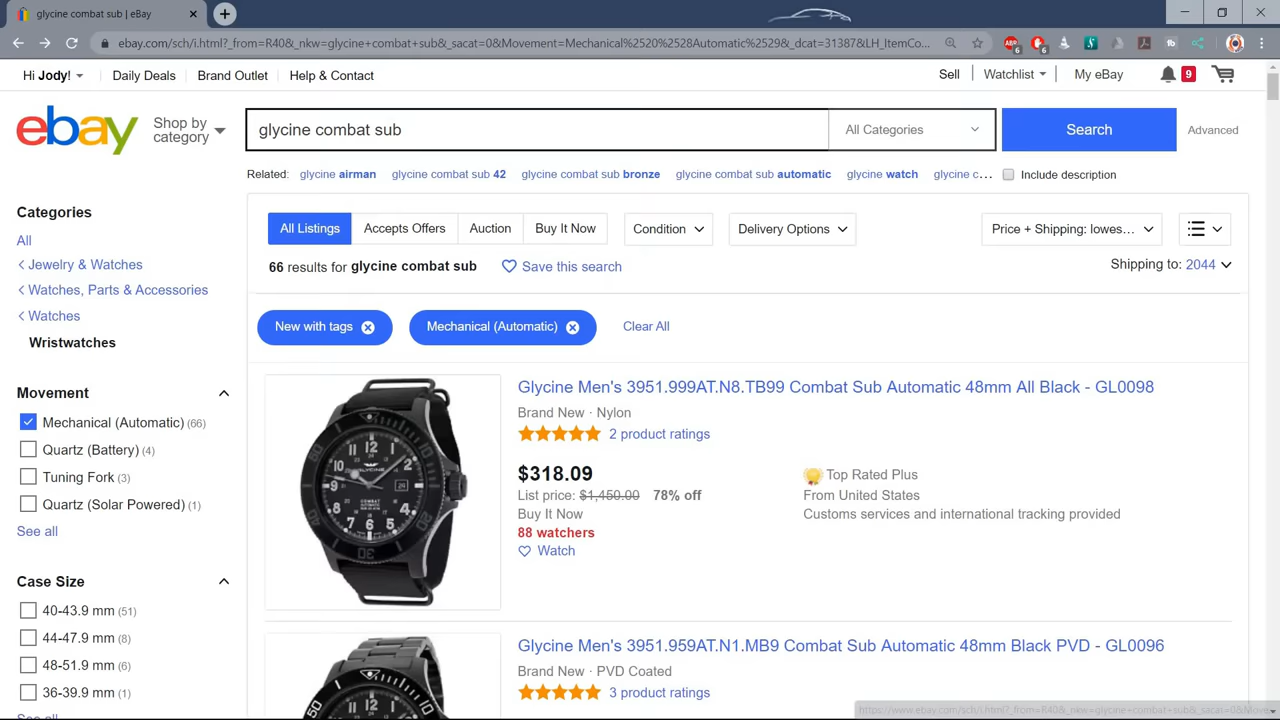 glycine combat sub | eBay
ebay.com/sch/i.html?_from=R40&_nkw=glycine+combat+sub&_sacat=0&Movement=Mechanical%2520%2528Automatic%2529&_dcat=31387&LH_ItemCo...
6
6
Hi Jody!
Daily Deals
Brand Outlet
Help & Contact
Sell
Watchlist
My eBay
9
ebay
Shop by
category
glycine combat sub
All Categories
Search
Advanced
Related: glycine airman glycine combat sub 42 glycine combat sub bronze glycine combat sub automatic glycine watch glycine c... Include description
Categories
All
Jewelry & Watches
Watches, Parts & Accessories
Watches
Wristwatches
Movement
Mechanical (Automatic) (66)
Quartz (Battery) (4)
Tuning Fork (3)
Quartz (Solar Powered) (1)
See all
Case Size
40-43.9 mm (51)
44-47.9 mm (8)
48-51.9 mm (6)
36-39.9 mm (1)
See all
All Listings
Accepts Offers
Auction
Buy It Now
Condition
Delivery Options
Price + Shipping: lowes...
66 results for glycine combat sub
Save this search
Shipping to: 2044
New with tags
Mechanical (Automatic)
Clear All
Glycine Men's 3951.999AT.N8.TB99 Combat Sub Automatic 48mm All Black - GL0098
Brand New · Nylon
2 product ratings
$318.09
List price: $1,450.00 78% off
Buy It Now
88 watchers
Watch
Top Rated Plus
From United States
Customs services and international tracking provided
GLYCINE
COMBAT
Glycine Men's 3951.959AT.N1.MB9 Combat Sub Automatic 48mm Black PVD - GL0096
Brand New · PVD Coated
3 product ratings